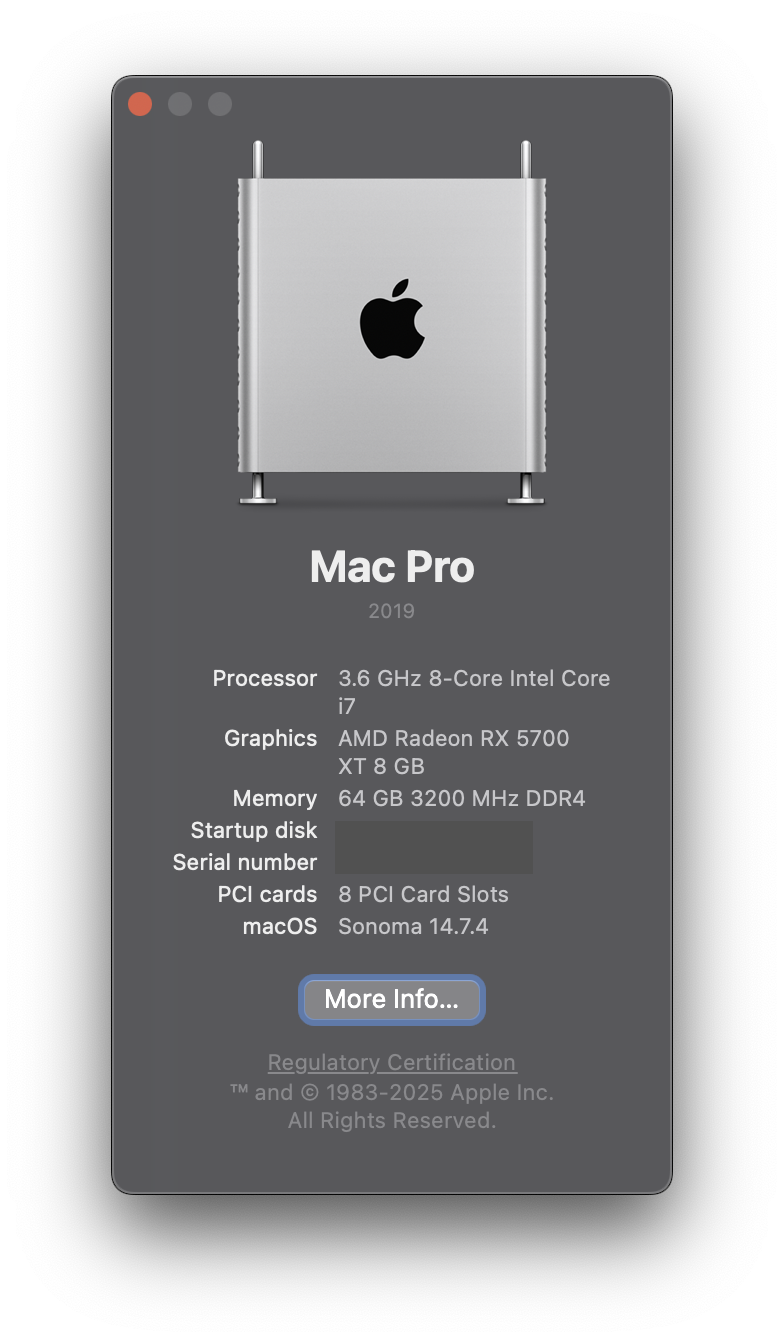 Mac Pro
2019
Processor 3.6 GHz 8-Core Intel Core
i7
Graphics AMD Radeon RX 5700
XT 8 GB
Memory 64 GB 3200 MHz DDR4
Startup disk
Serial number
PCI cards 8 PCI Card Slots
macOS Sonoma 14.7.4
More Info...
Regulatory Certification
™ and © 1983-2025 Apple Inc.
All Rights Reserved.